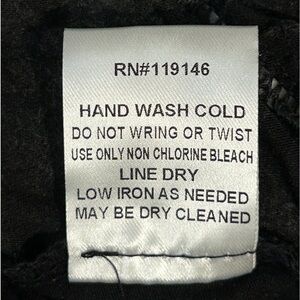 RN#119146
HAND WASH COLD
DO NOT WRING OR TWIST
USE ONLY NON CHLORINE BLEACH
LINE DRY
LOW IRON AS NEEDED
MAY BE DRY CLEANED